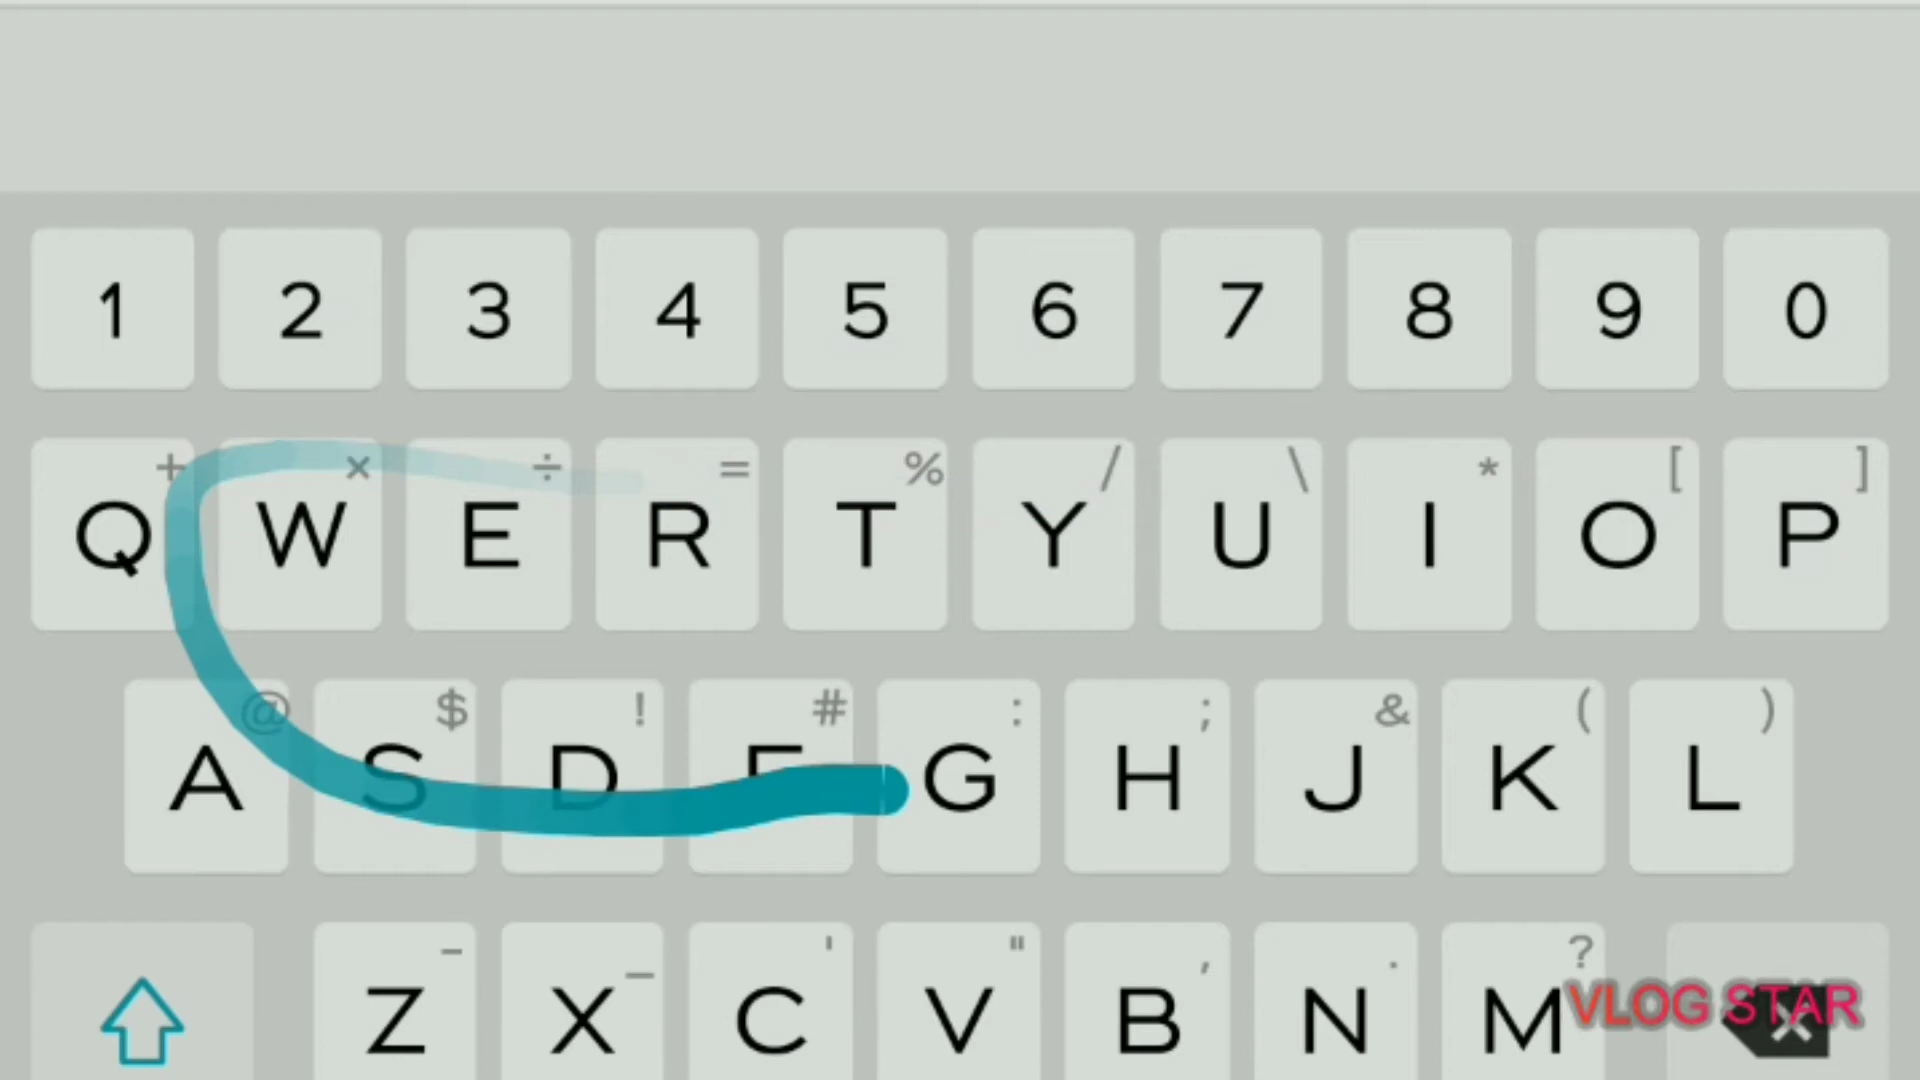 1 2 3 4 5 6 7 8 9 0
+ × ÷ = % / \ * [ ]
Q W E R T Y U I O P
@ $ ! # : ; & ( )
A S D F G H J K L
- _ ' " , . ?
Z X C V B N M
VLOG STAR